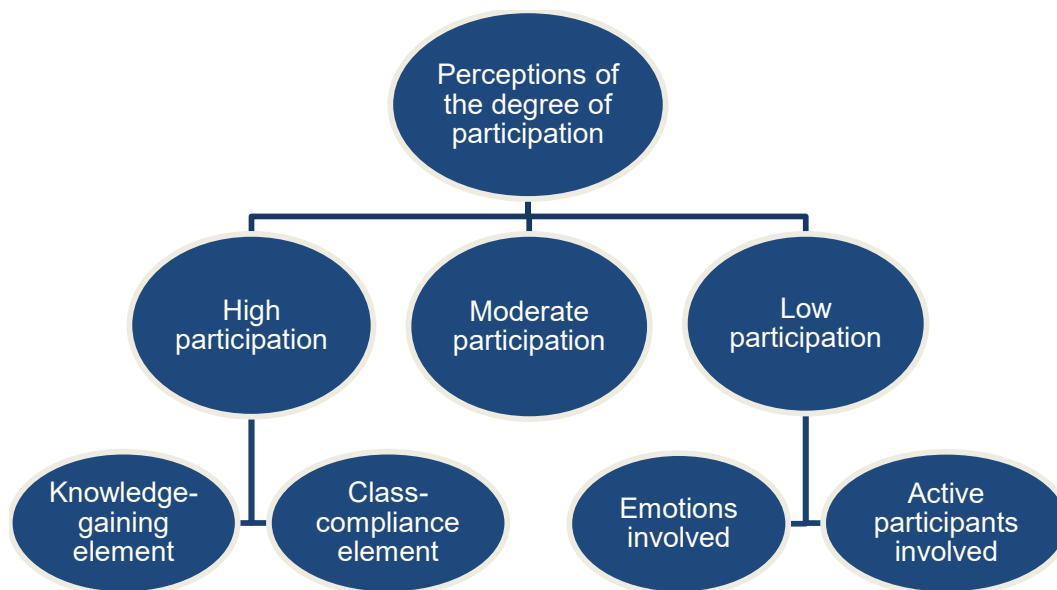 Perceptions of
the degree of
participation
High
participation
Moderate
participation
Low
participation
Knowledge-
gaining
element
Class-
compliance
element
Emotions
involved
Active
participants
involved